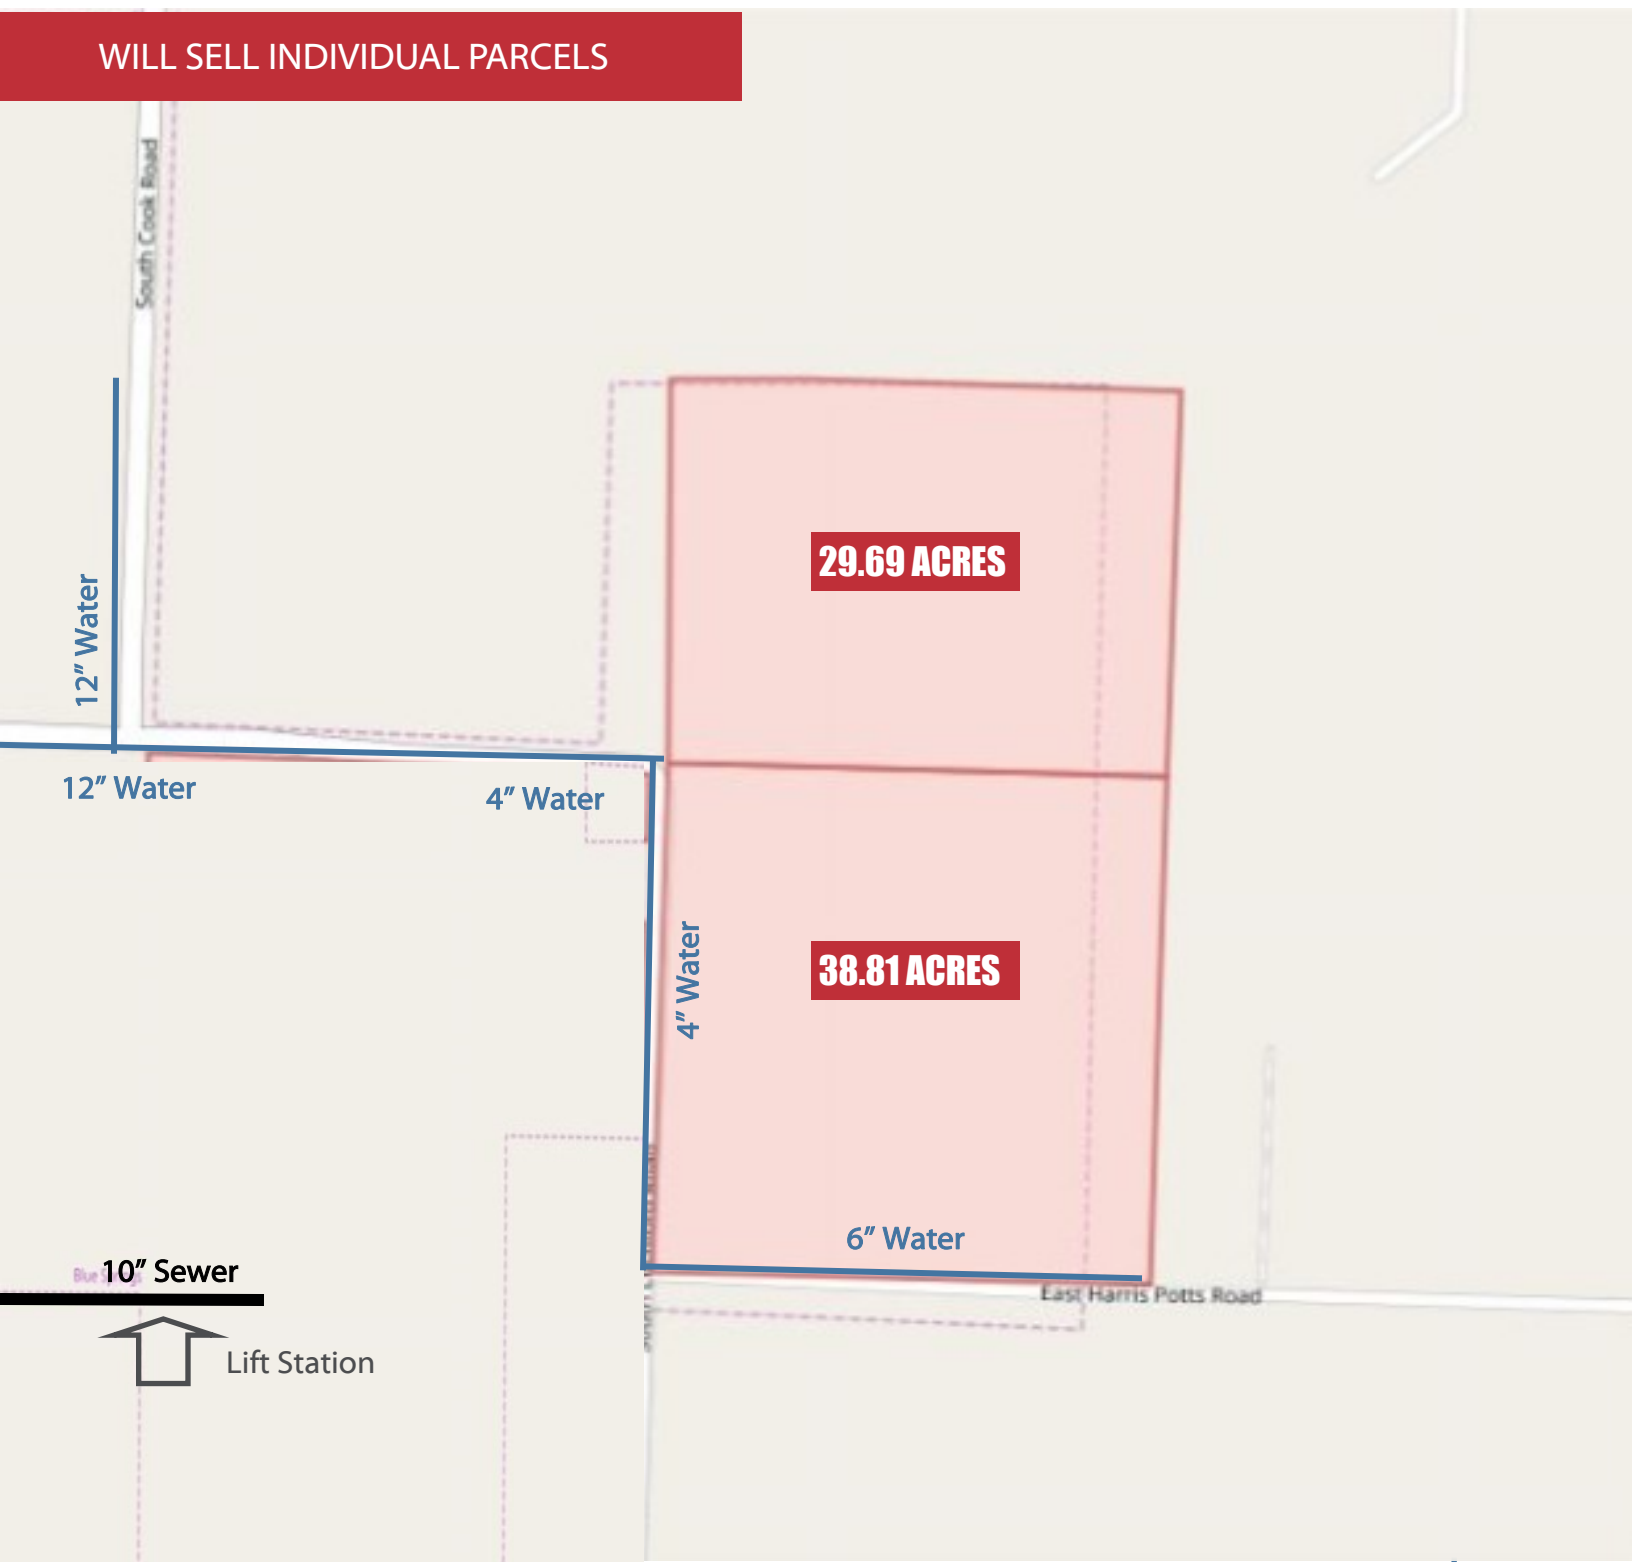 WILL SELL INDIVIDUAL PARCELS
South Cook Road
29.69 ACRES
12” Water
12” Water
4” Water
4” Water
38.81 ACRES
6” Water
10” Sewer
East Harris Potts Road
Lift Station